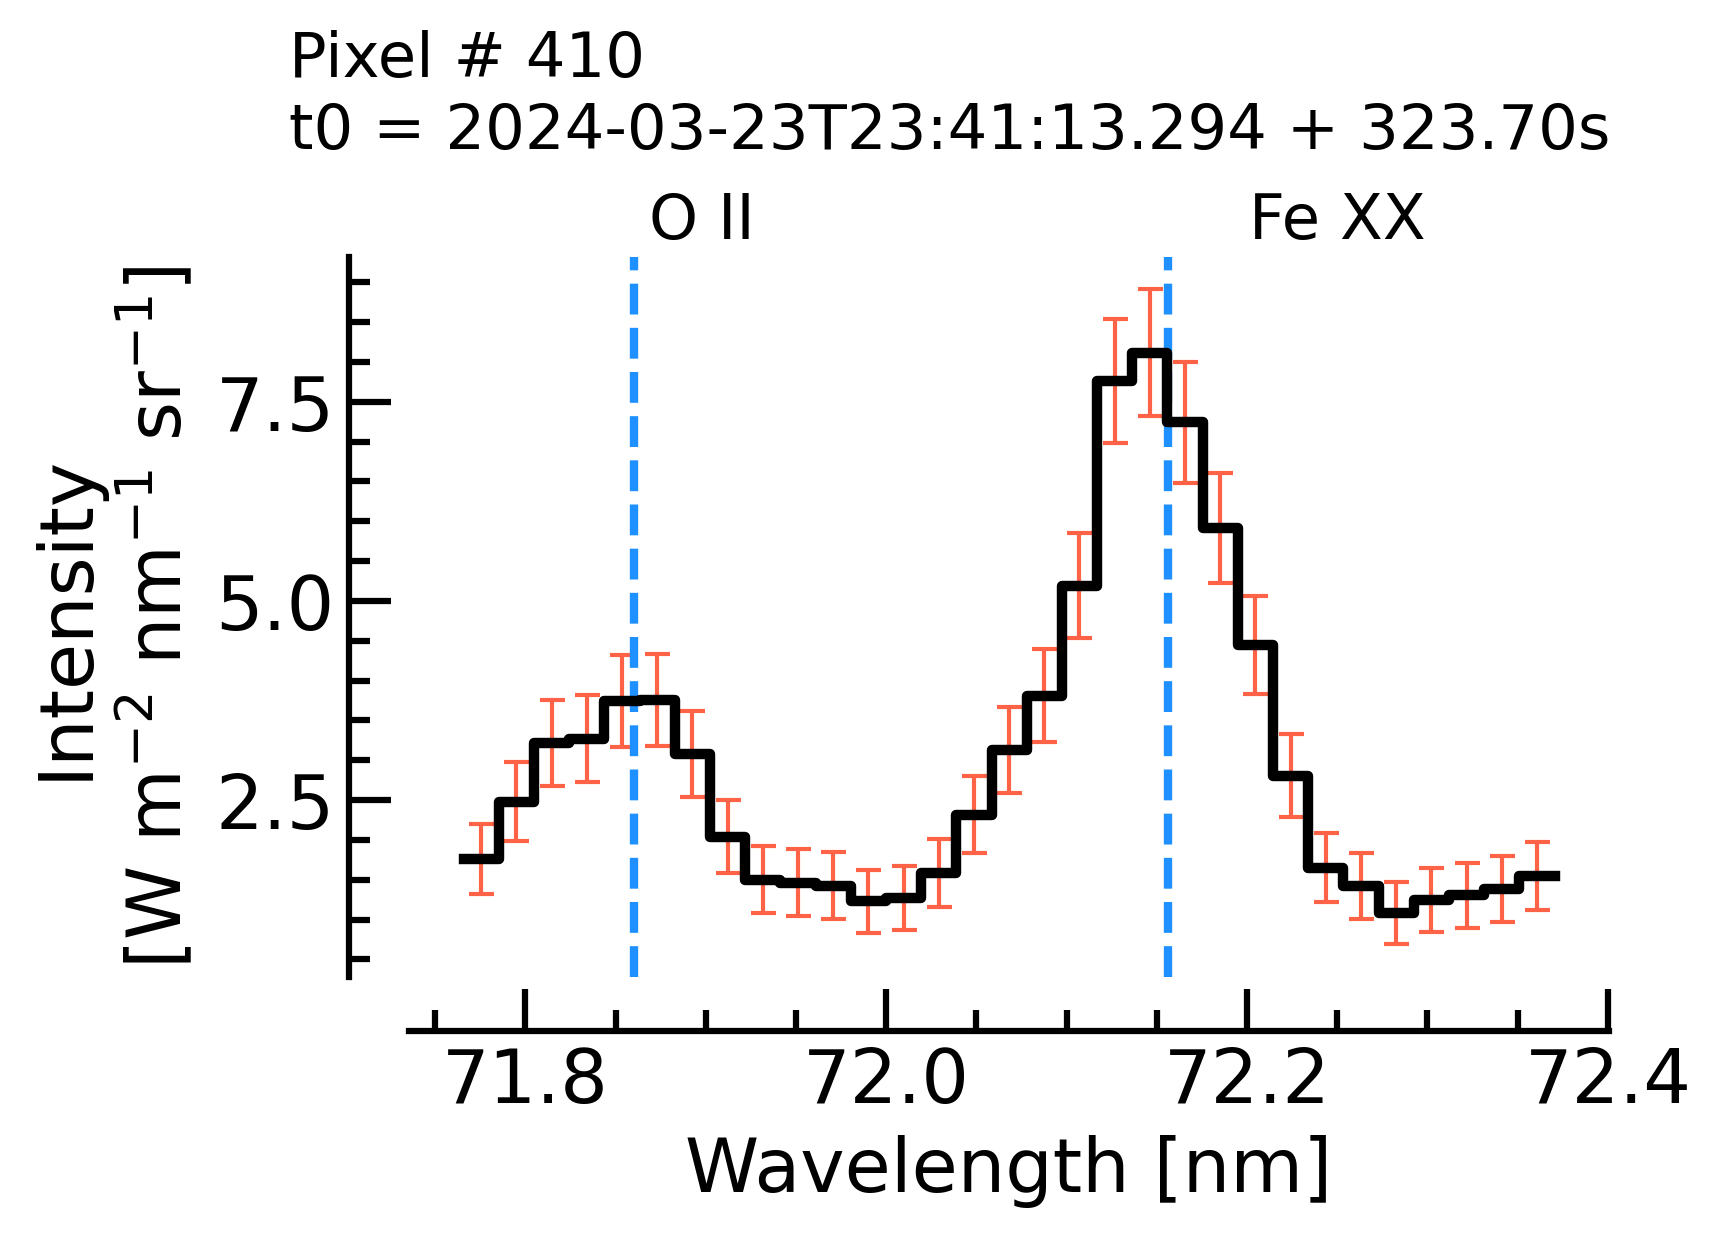 Pixel # 410
t0 = 2024-03-23T23:41:13.294 + 323.70s
O II
Fe XX
Intensity
[W m⁻² nm⁻¹ sr⁻¹]
7.5
5.0
2.5
71.8
72.0
72.2
72.4
Wavelength [nm]